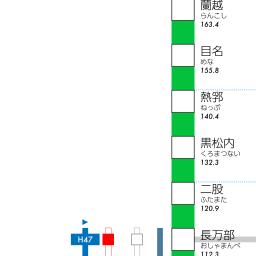 蘭越
らんこし
163.4
目名
めな
155.8
熱郛
ねっぷ
140.4
黒松内
くろまつない
132.3
二股
ふたまた
120.9
H47
長万部
おしゃまんべ
112.3